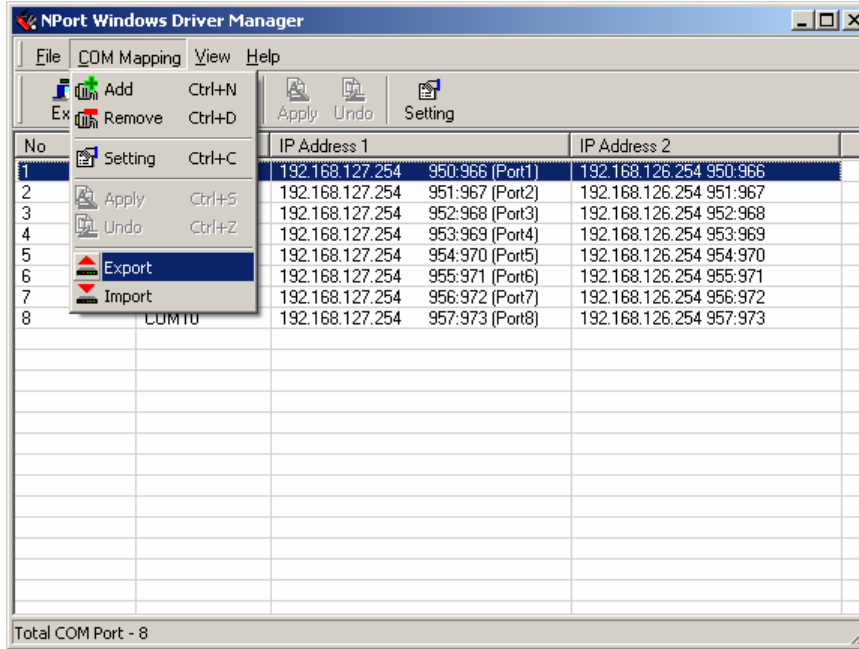 NPort Windows Driver Manager
File COM Mapping View Help
Add Ctrl+N
Remove Ctrl+D
Setting Ctrl+C
Apply Ctrl+S
Undo Ctrl+Z
Export
Import
Ex Apply Undo Setting
No IP Address 1 IP Address 2
1 192.168.127.254 950:966 (Port1) 192.168.126.254 950:966
2 192.168.127.254 951:967 (Port2) 192.168.126.254 951:967
3 192.168.127.254 952:968 (Port3) 192.168.126.254 952:968
4 192.168.127.254 953:969 (Port4) 192.168.126.254 953:969
5 192.168.127.254 954:970 (Port5) 192.168.126.254 954:970
6 192.168.127.254 955:971 (Port6) 192.168.126.254 955:971
7 192.168.127.254 956:972 (Port7) 192.168.126.254 956:972
8 COM10 192.168.127.254 957:973 (Port8) 192.168.126.254 957:973
Total COM Port - 8